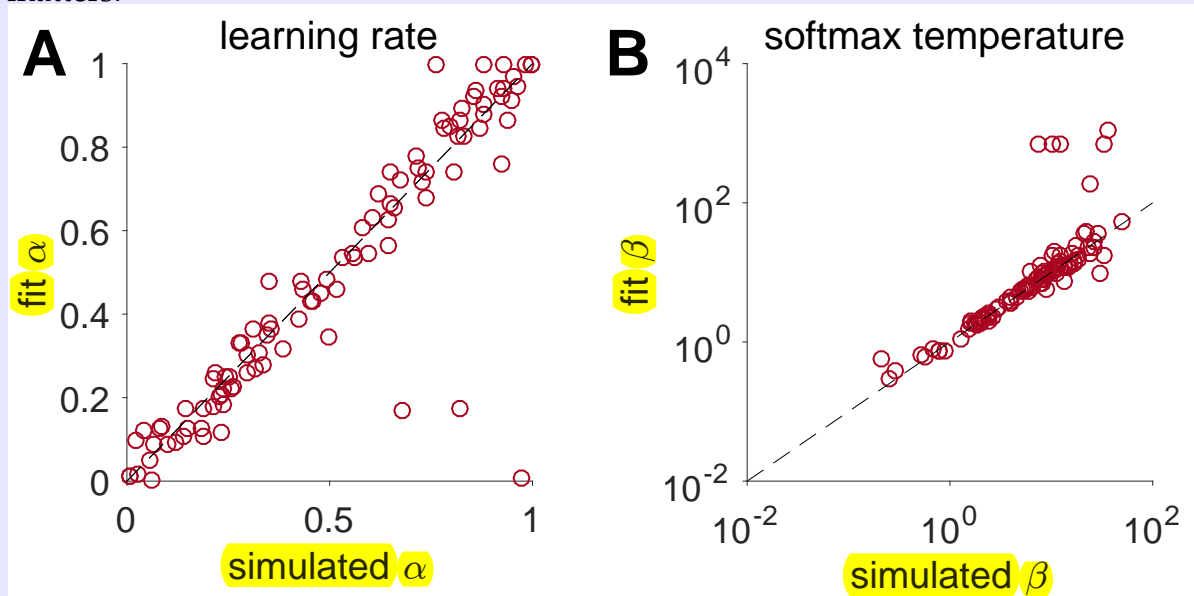 matters.
A learning rate
B softmax temperature
1
0.8
0.6
0.4
0.2
0
fit α
0 0.5 1
simulated α
10^4
10^2
10^0
10^-2
fit β
10^-2 10^0 10^2
simulated β